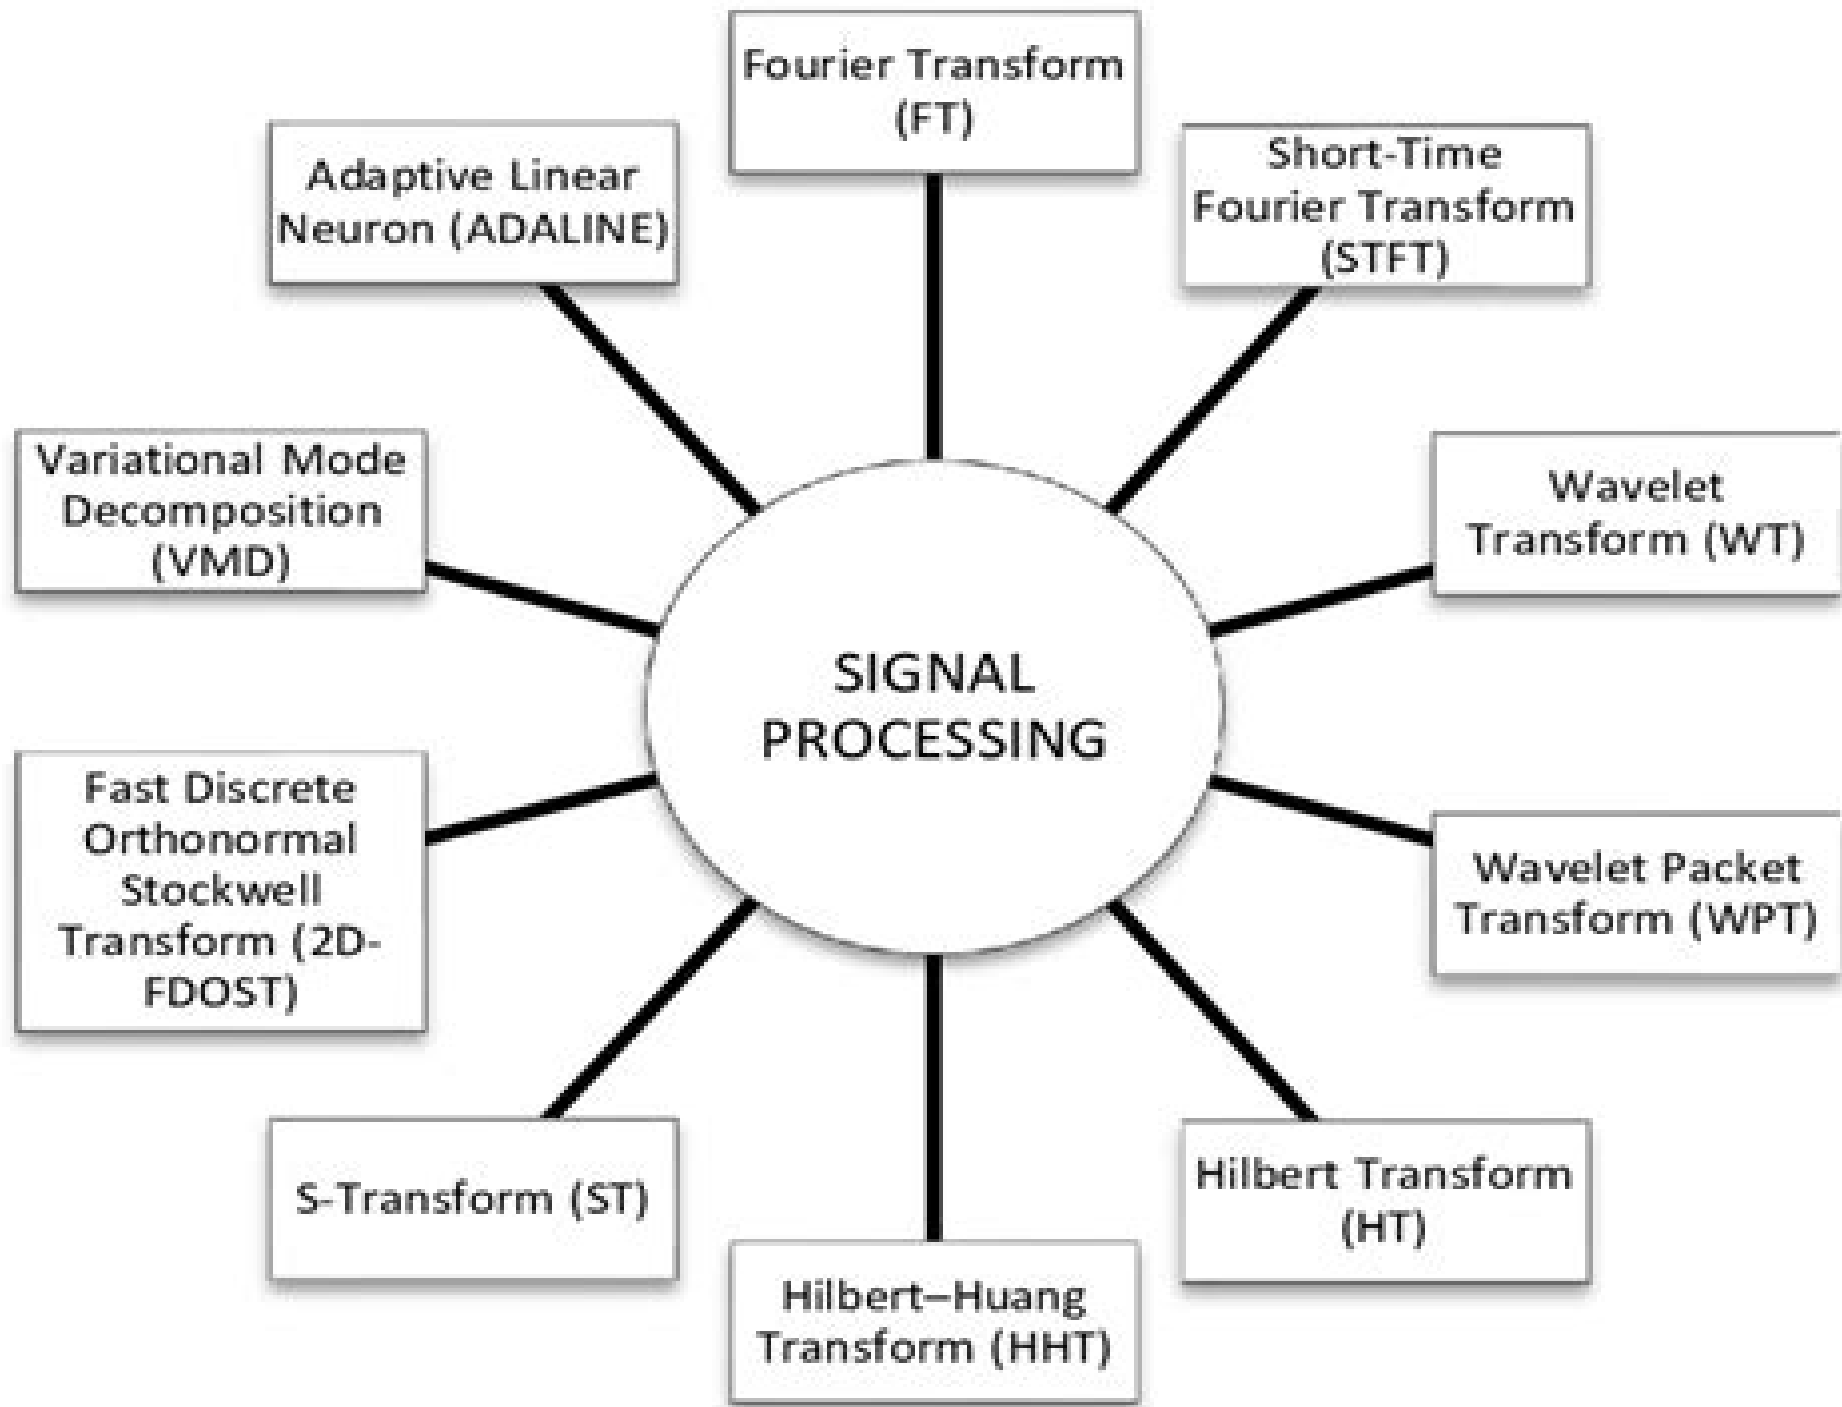 Fourier Transform
(FT)
Short-Time
Fourier Transform
(STFT)
Wavelet
Transform (WT)
Wavelet Packet
Transform (WPT)
Hilbert Transform
(HT)
Hilbert–Huang
Transform (HHT)
S-Transform (ST)
Fast Discrete
Orthonormal
Stockwell
Transform (2D-
FDOST)
Variational Mode
Decomposition
(VMD)
Adaptive Linear
Neuron (ADALINE)
SIGNAL
PROCESSING